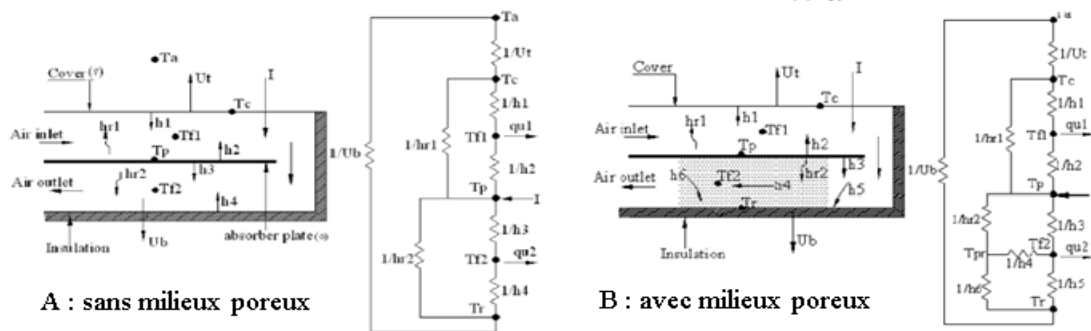 Ta
Ut
I
Cover(τ)
Tc
hr1
h1
Tf1
Air inlet
Tp
h2
h3
hr2
Tf2
Air outlet
h4
Insulation
Ub
absorber plate(α)
A : sans milieux poreux
Ta
1/Ut
Tc
1/h1
1/hr1
Tf1
qu1
1/Ub
1/h2
Tp
I
1/h3
1/hr2
Tf2
qu2
1/h4
Tr
Cover
Ut
I
Tc
hr1
h1
Tf1
Air inlet
Tp
h2
h3
hr2
Tf2
h6
h4
h5
Air outlet
Tr
Insulation
Ub
B : avec milieux poreux
1/Ut
Tc
1/h1
1/hr1
Tf1
qu1
1/Ub
1/h2
Tp
1/hr2
1/h3
Tpr
Tf2
1/h4
qu2
1/h6
1/h5
Tr